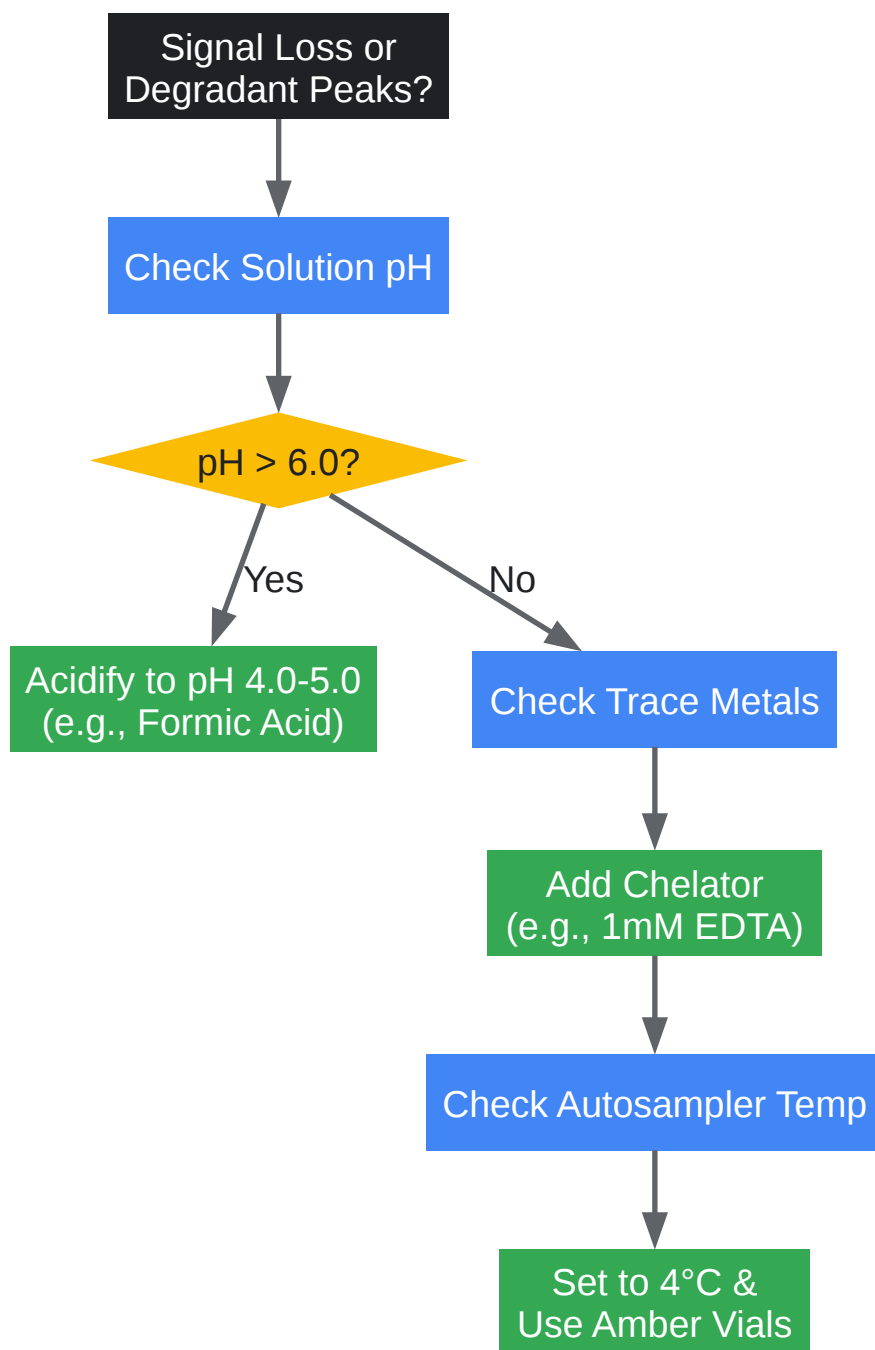 Signal Loss or
Degradant Peaks?
Check Solution pH
pH > 6.0?
Yes
No
Acidify to pH 4.0-5.0
(e.g., Formic Acid)
Check Trace Metals
Add Chelator
(e.g., 1mM EDTA)
Check Autosampler Temp
Set to 4°C &
Use Amber Vials